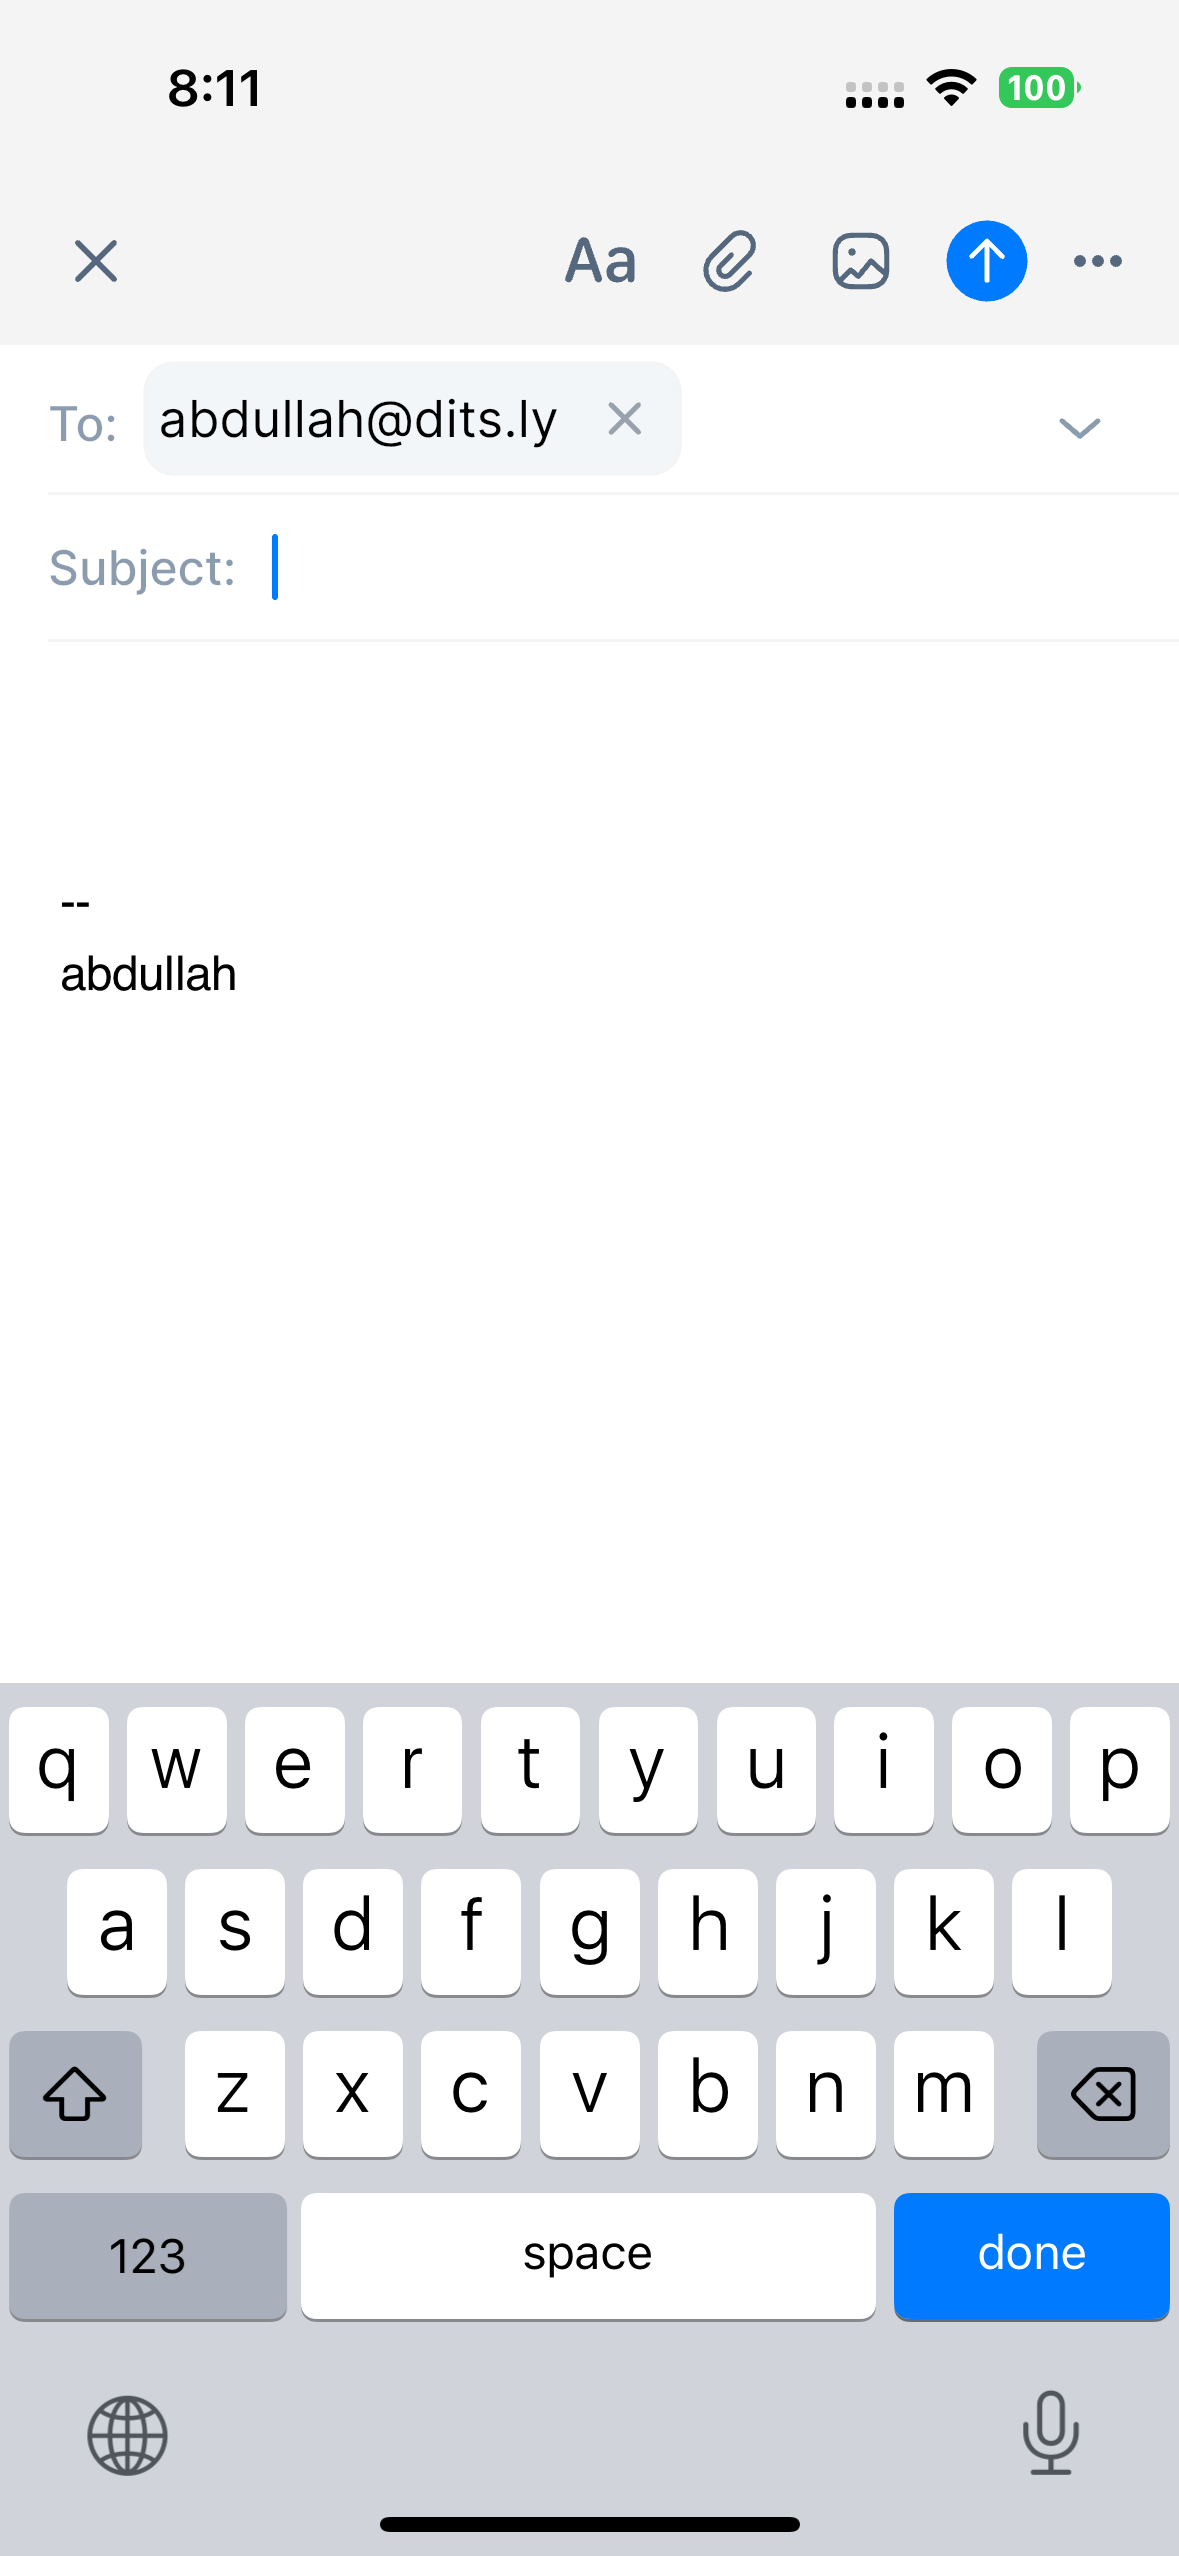 8:11
100
Aa
To: abdullah@dits.ly
Subject:
--
abdullah
q w e r t y u i o p
a s d f g h j k l
z x c v b n m
123 space done